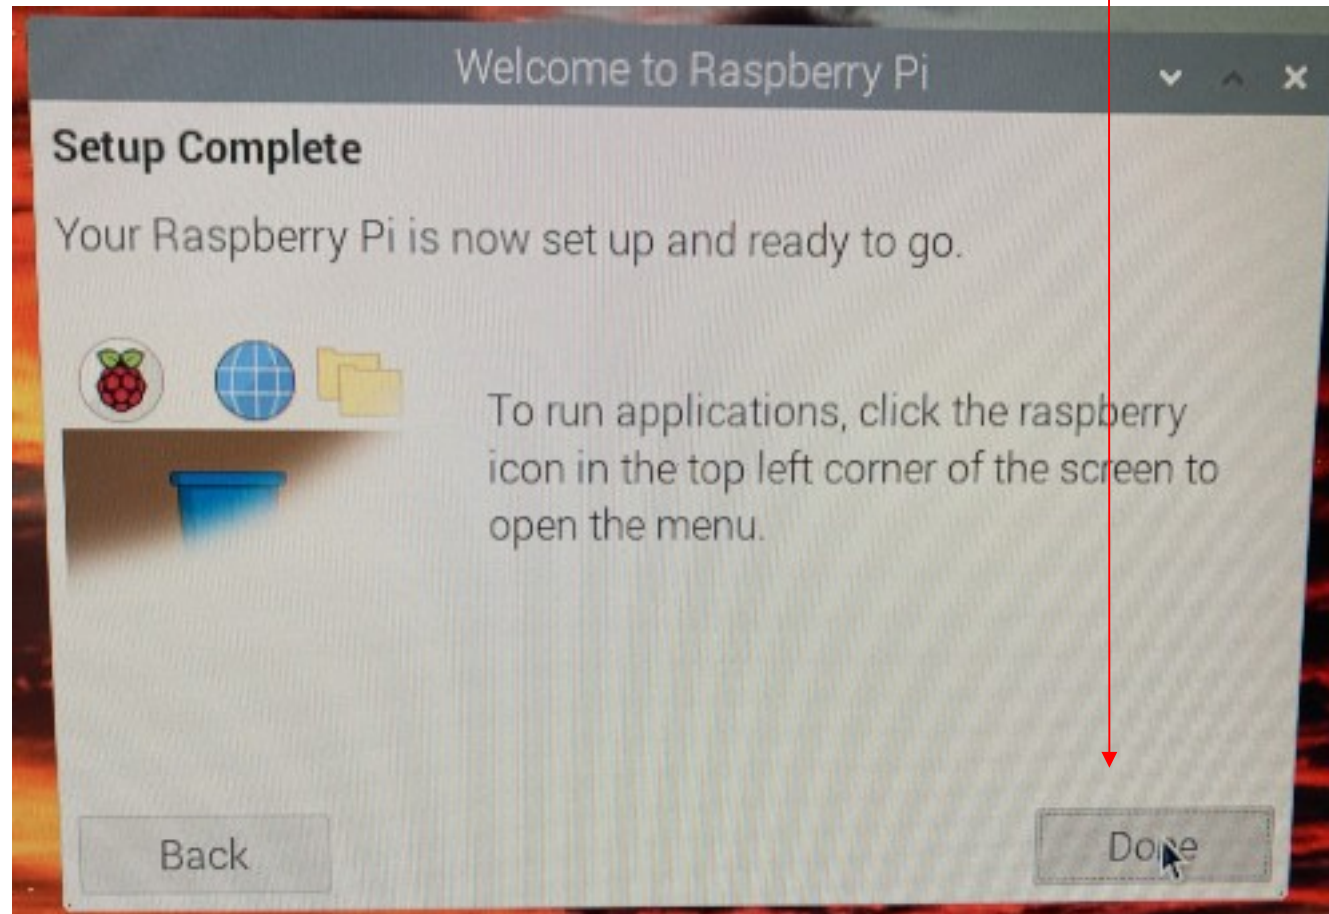 Welcome to Raspberry Pi
Setup Complete
Your Raspberry Pi is now set up and ready to go.
To run applications, click the raspberry
icon in the top left corner of the screen to
open the menu.
Back
Done